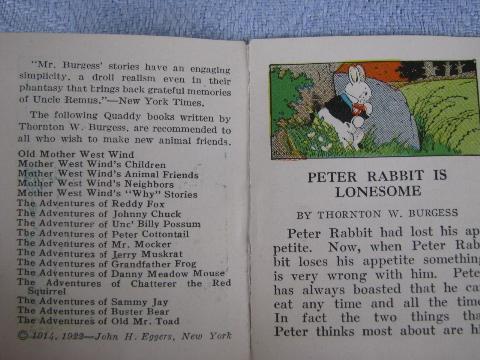 "Mr. Burgess' stories have an engaging
simplicity, a droll realism even in their
phantasy that brings back grateful memories
of Uncle Remus."—New York Times.
The following Quaddy books written by
Thornton W. Burgess, are recommended to
all who wish to make new animal friends.
Old Mother West Wind
Mother West Wind's Children
Mother West Wind's Animal Friends
Mother West Wind's Neighbors
Mother West Wind's "Why" Stories
The Adventures of Reddy Fox
The Adventures of Johnny Chuck
The Adventures of Unc' Billy Possum
The Adventures of Peter Cottontail
The Adventures of Mr. Mocker
The Adventures of Jerry Muskrat
The Adventures of Grandfather Frog
The Adventures of Danny Meadow Mouse
The Adventures of Chatterer the Red
Squirrel
The Adventures of Sammy Jay
The Adventures of Buster Bear
The Adventures of Old Mr. Toad
© 1914, 1922—John H. Eggers, New York
PETER RABBIT IS
LONESOME
BY THORNTON W. BURGESS
Peter Rabbit had lost his ap
petite. Now, when Peter Rab
bit loses his appetite something
is very wrong with him. Pete
has always boasted that he ca
eat any time and all the time
In fact the two things tha
Peter thinks most about are hi